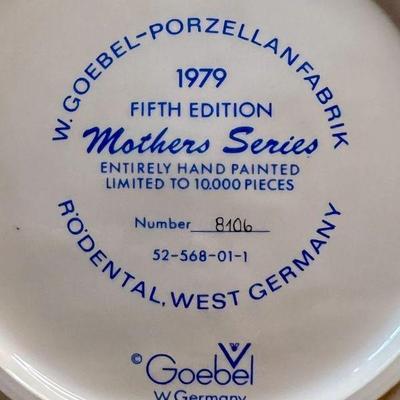 W. GOEBEL-PORZELLANFABRIK
1979
FIFTH EDITION
Mothers Series
ENTIRELY HAND PAINTED
LIMITED TO 10.000 PIECES
Number 8106
52-568-01-1
RÖDENTAL, WEST GERMANY
© Goebel
W. Germany